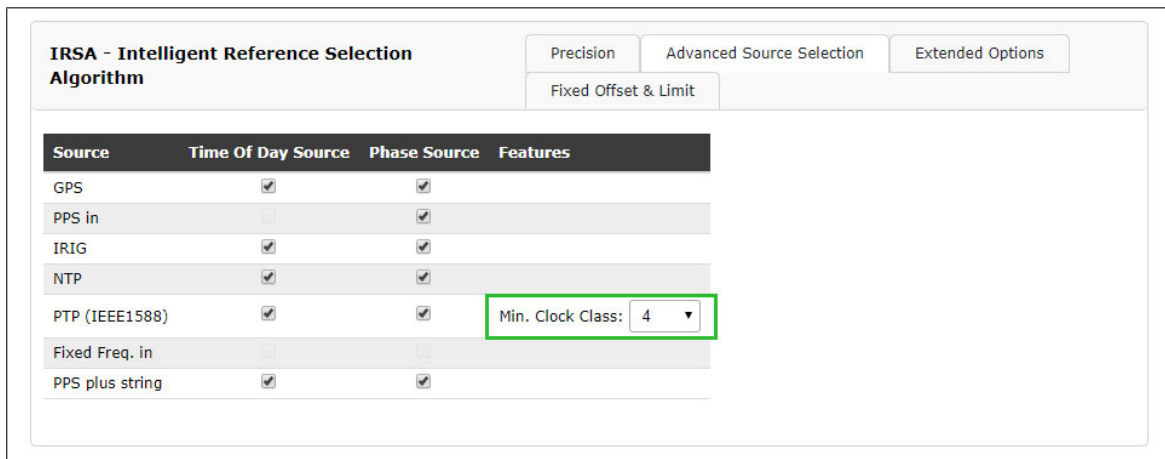 IRSA - Intelligent Reference Selection
Algorithm
Precision
Advanced Source Selection
Extended Options
Fixed Offset & Limit
Source Time Of Day Source Phase Source Features
GPS
PPS in
IRIG
NTP
PTP (IEEE1588) Min. Clock Class: 4
Fixed Freq. in
PPS plus string